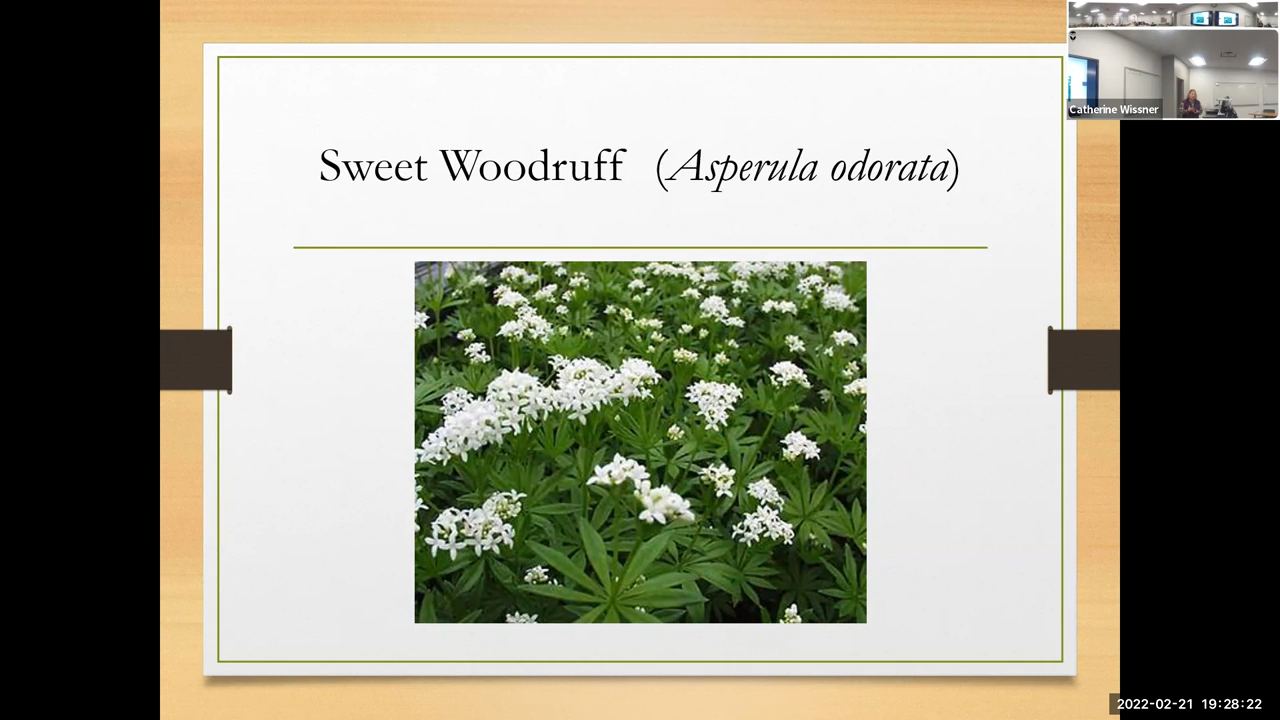 Sweet Woodruff (Asperula odorata)
Catherine Wissner
2022-02-21 19:28:22